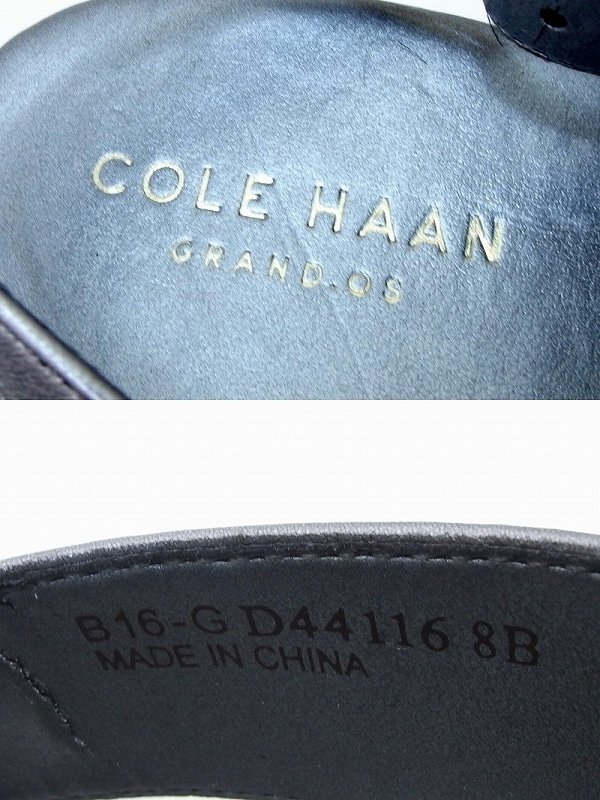 COLE HAAN
GRAND.OS
B16-G D44116 8B
MADE IN CHINA